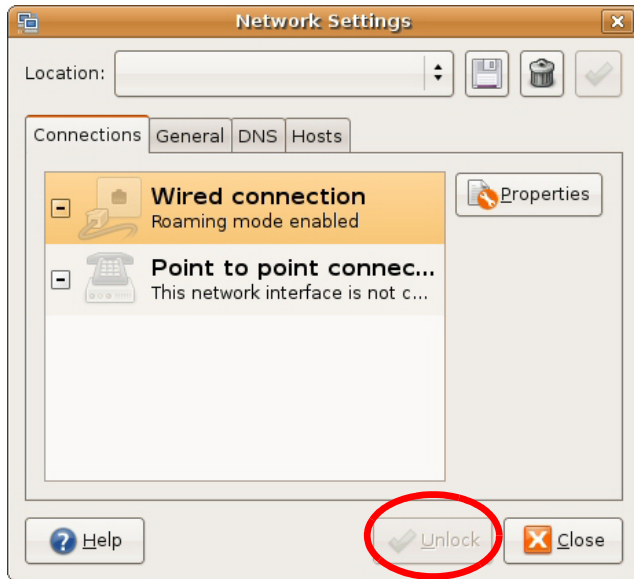 Network Settings
Location:
Connections General DNS Hosts
Wired connection
Roaming mode enabled
Properties
Point to point connec...
This network interface is not c...
Help Unlock Close